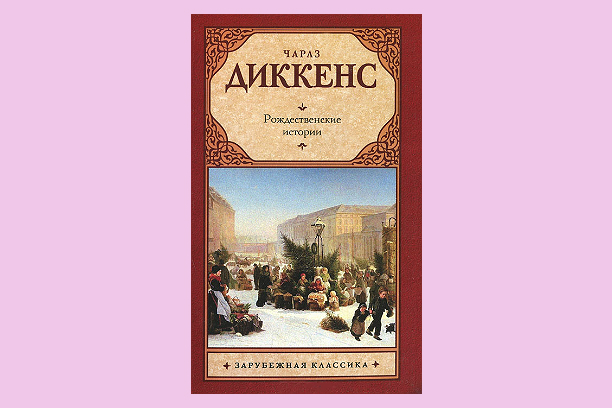 ЧАРЛЗ
ДИККЕНС
Рождественские
истории
ЗАРУБЕЖНАЯ КЛАССИКА